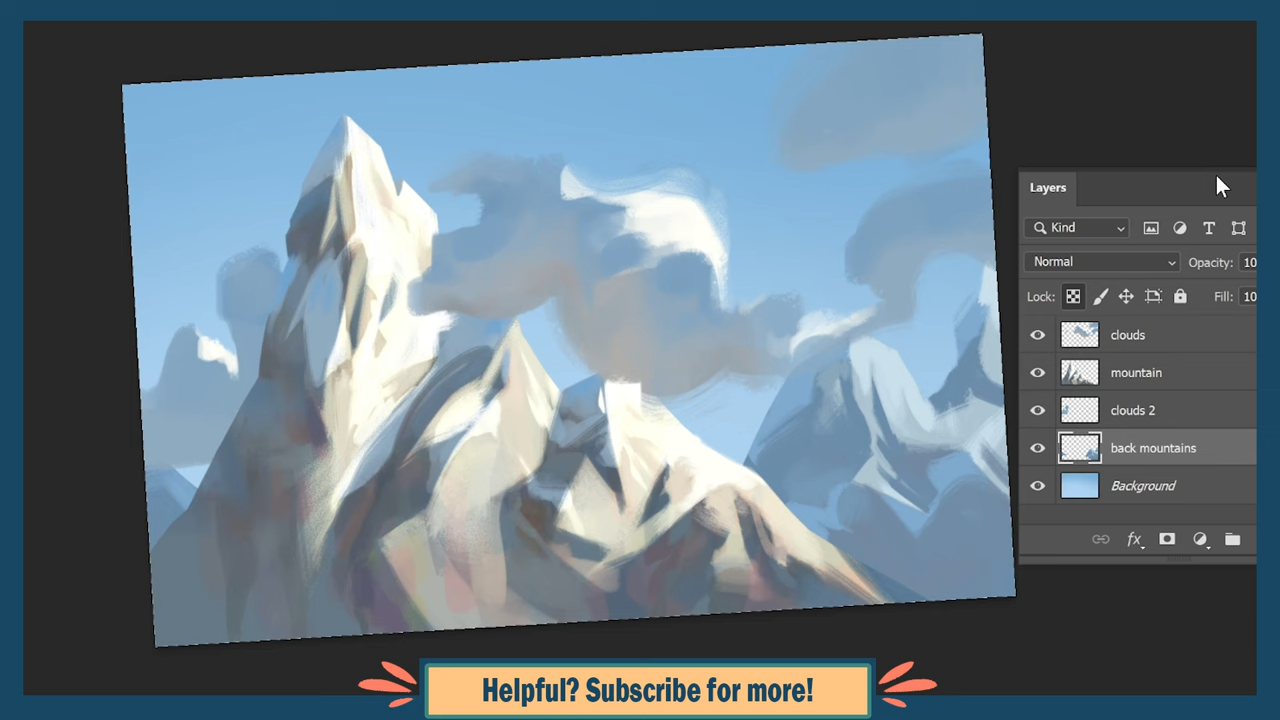 Layers
Kind
Normal
Opacity: 10
Lock:
Fill: 10
clouds
mountain
clouds 2
back mountains
Background
fx
Helpful? Subscribe for more!